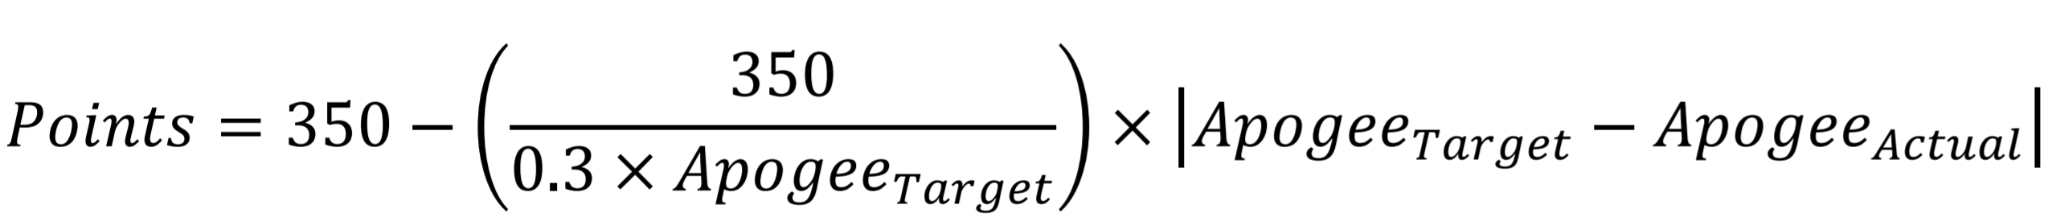 Points = 350 − (350 / (0.3 × Apogee_Target)) × |Apogee_Target − Apogee_Actual|